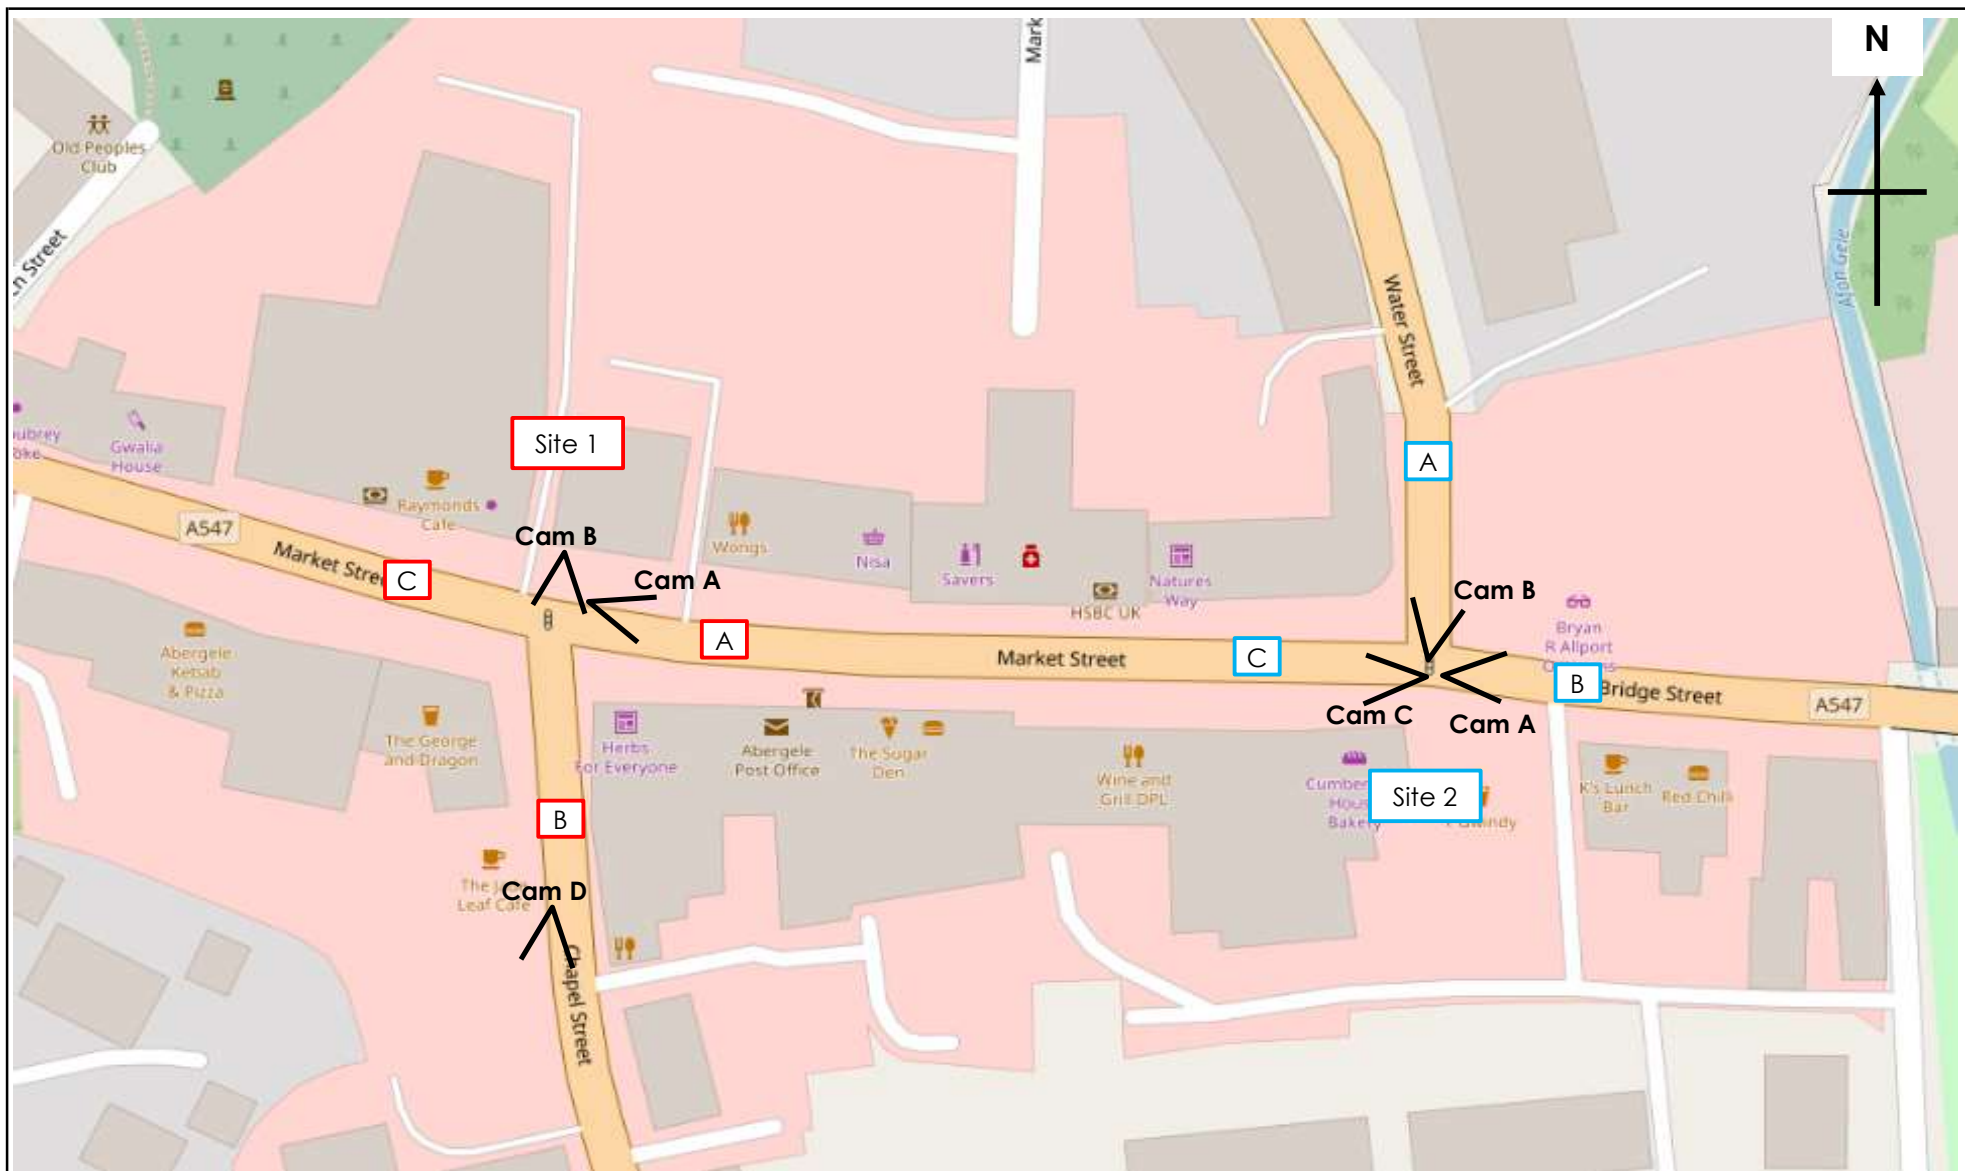 N
Mark
Old Peoples
Club
n Street
Afon Gele
Water Street
Site 1
A
ubrey
oke
Gwalia
House
Raymonds
Cafe
A547
Market Stre
C
Cam B
Cam A
Wongs
Nisa
Savers
HSBC UK
Natures
Way
Cam B
Bryan
R Allport
A
Market Street
C
B
Bridge Street
A547
Cam C
Cam A
Abergele
Kebab
& Pizza
The George
and Dragon
Herbs
For Everyone
Abergele
Post Office
The Sugar
Den
Wine and
Grill DPL
Site 2
K's Lunch
Bar
Red Chilli
B
Cam D
Leaf Cafe
Chapel Street